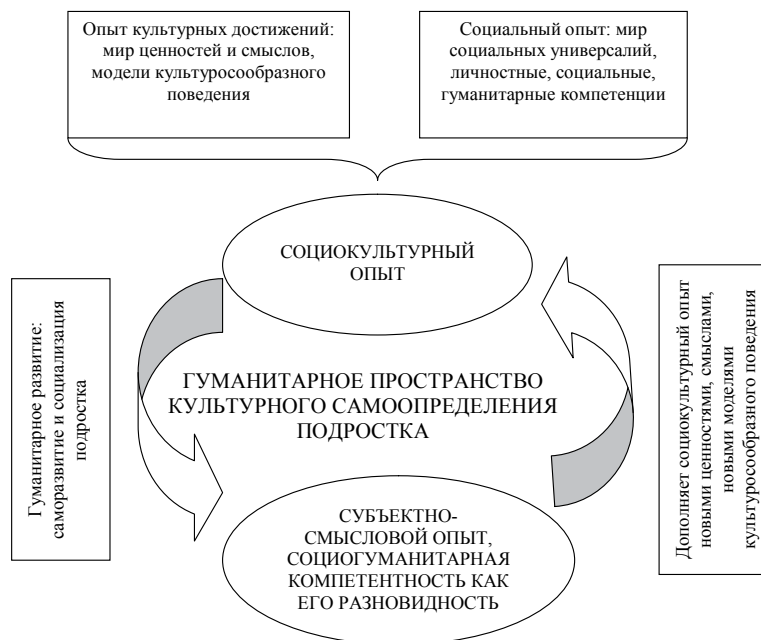 Опыт культурных достижений:
мир ценностей и смыслов,
модели культуросообразного
поведения
Социальный опыт: мир
социальных универсалий,
личностные, социальные,
гуманитарные компетенции
СОЦИОКУЛЬТУРНЫЙ
ОПЫТ
Гуманитарное развитие:
саморазвитие и социализация
подростка
ГУМАНИТАРНОЕ ПРОСТРАНСТВО
КУЛЬТУРНОГО САМООПРЕДЕЛЕНИЯ
ПОДРОСТКА
Дополняет социокультурный опыт
новыми ценностями, смыслами,
новыми моделями
культуросообразного поведения
СУБЪЕКТНО-
СМЫСЛОВОЙ ОПЫТ,
СОЦИОГУМАНИТАРНАЯ
КОМПЕТЕНТНОСТЬ КАК
ЕГО РАЗНОВИДНОСТЬ